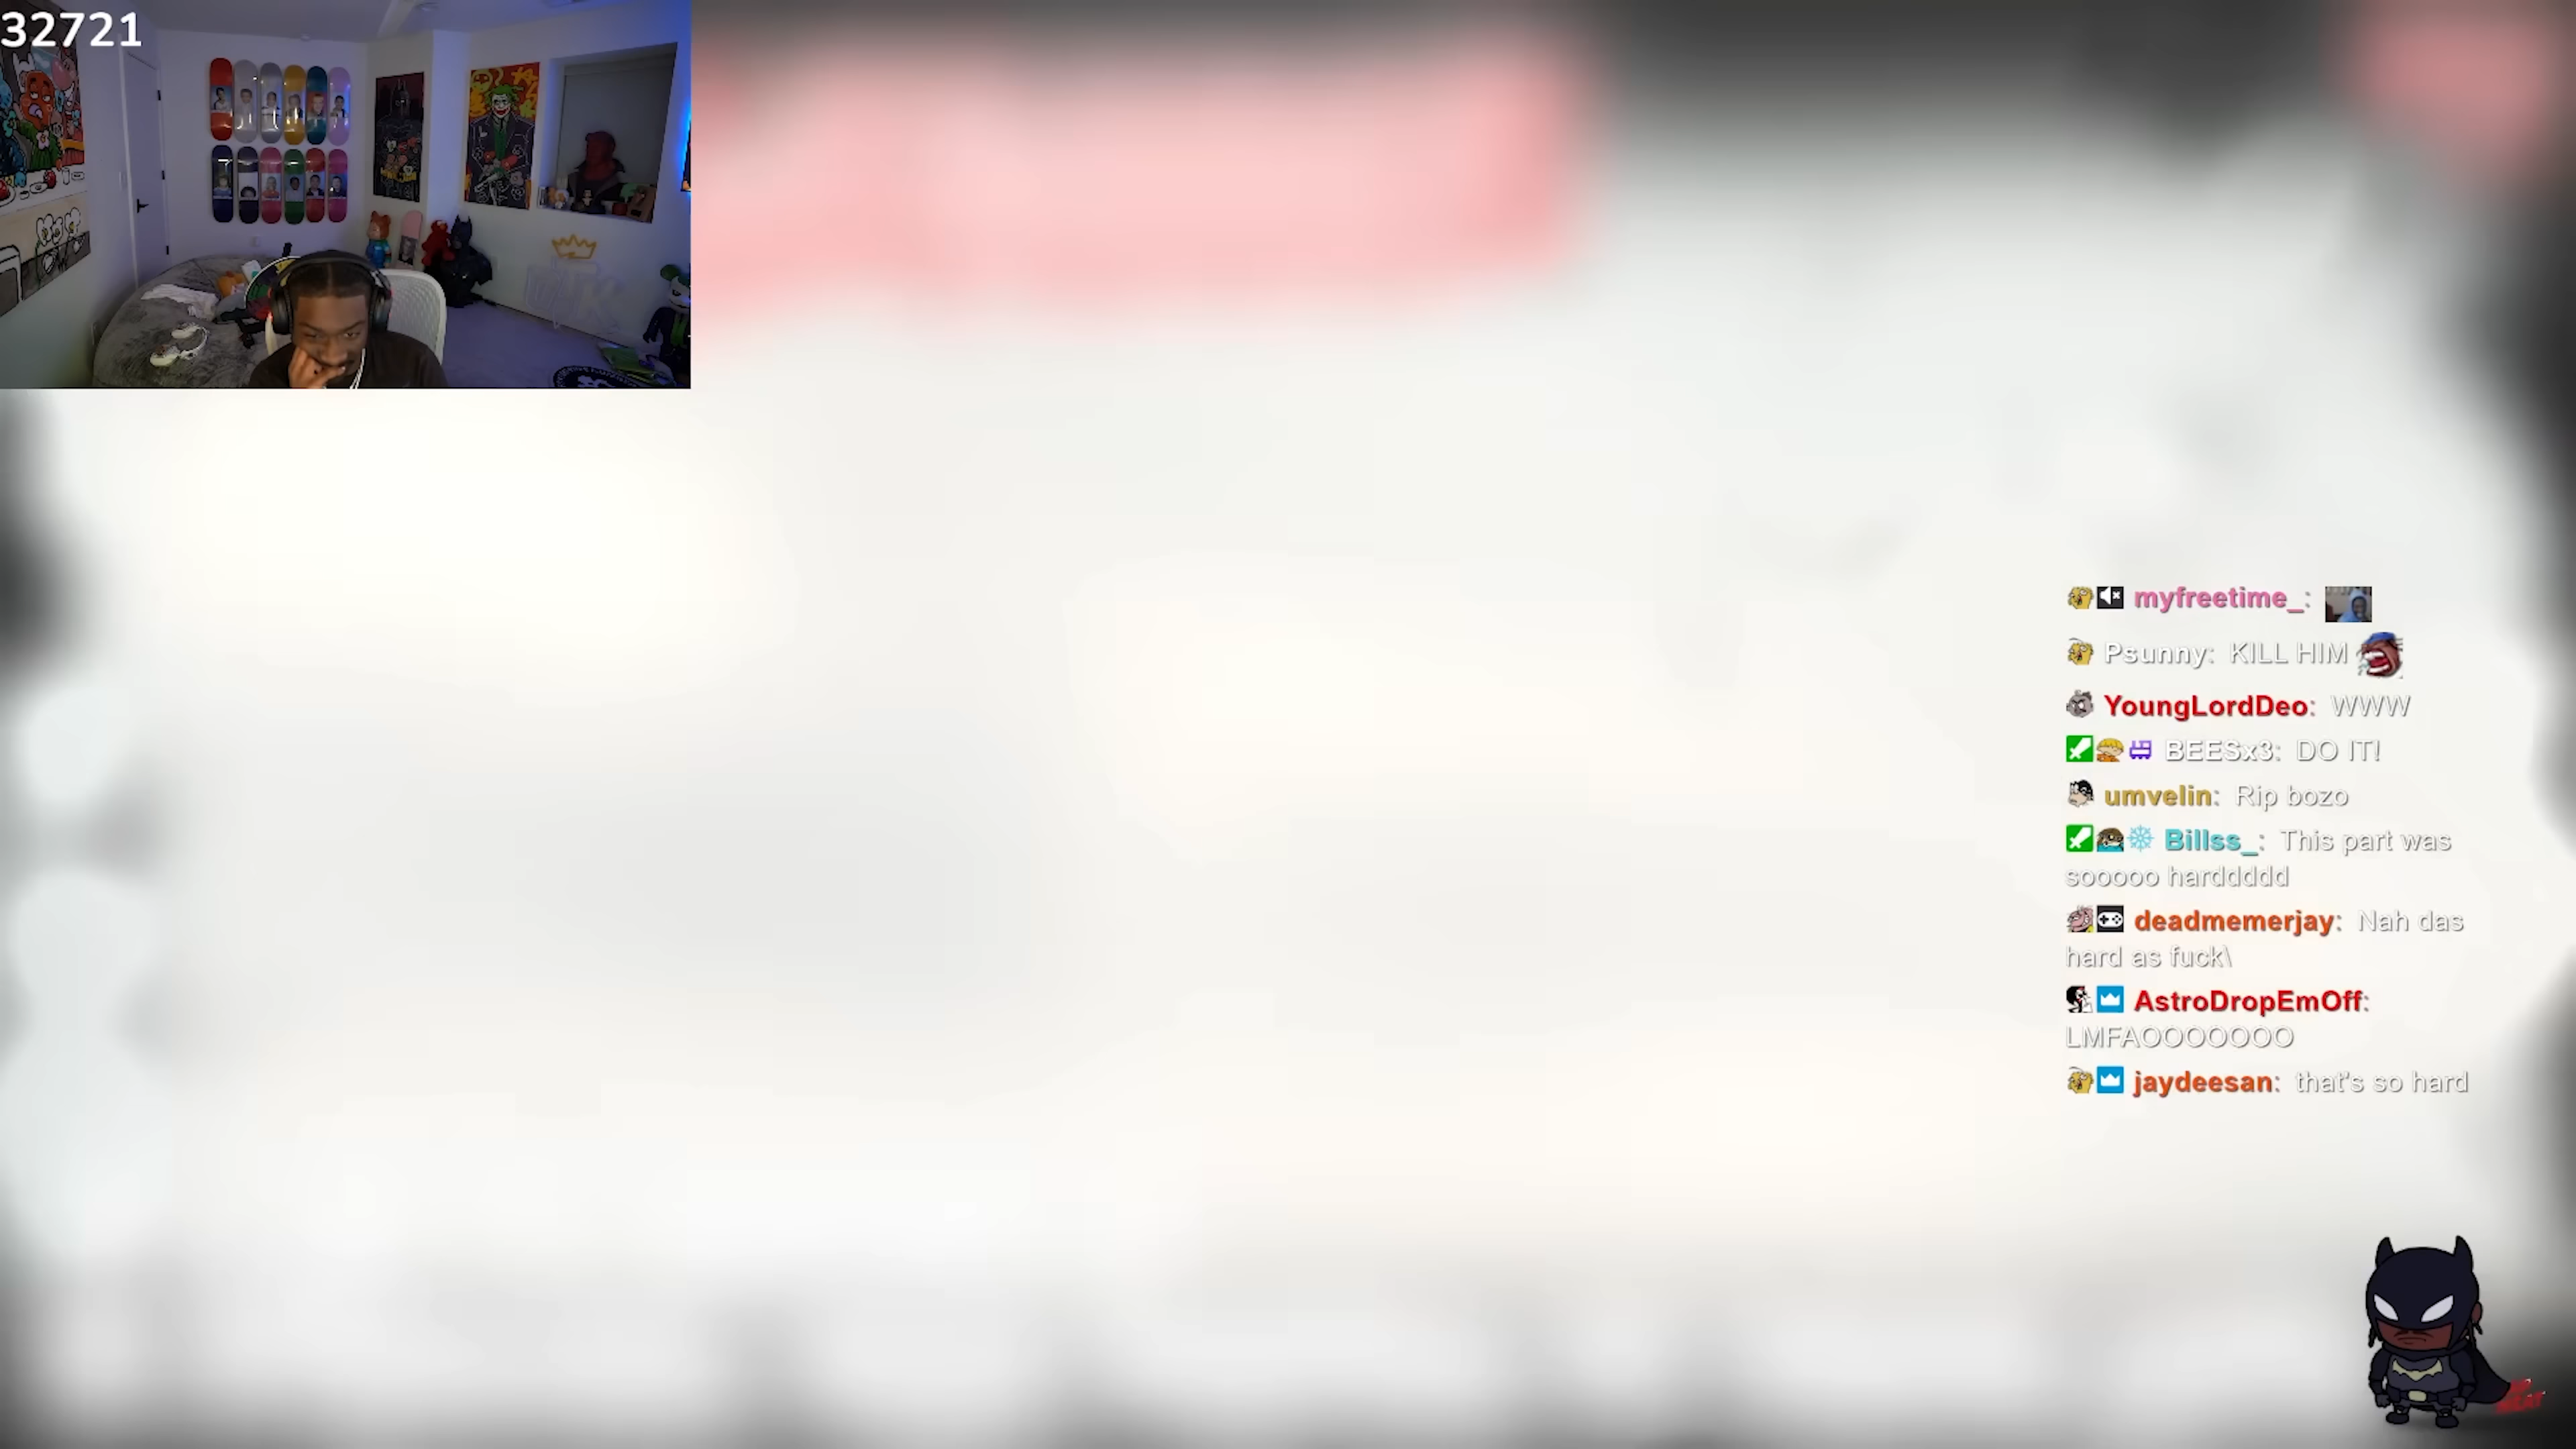 32721
myfreetime_:
Psunny: KILL HIM
YoungLordDeo: WWW
BEESx3: DO IT!
umvelin: Rip bozo
Billss_: This part was
sooooo harddddd
deadmemerjay: Nah das
hard as fuck\
AstroDropEmOff:
LMFAOOOOOOO
jaydeesan: that's so hard